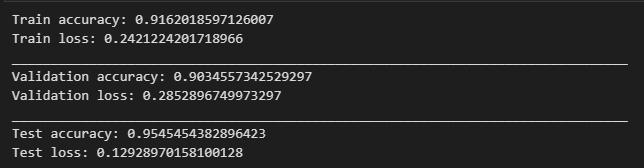 Train accuracy: 0.9162018597126007
Train loss: 0.2421224201718966
Validation accuracy: 0.9034557342529297
Validation loss: 0.2852896749973297
Test accuracy: 0.9545454382896423
Test loss: 0.12928970158100128